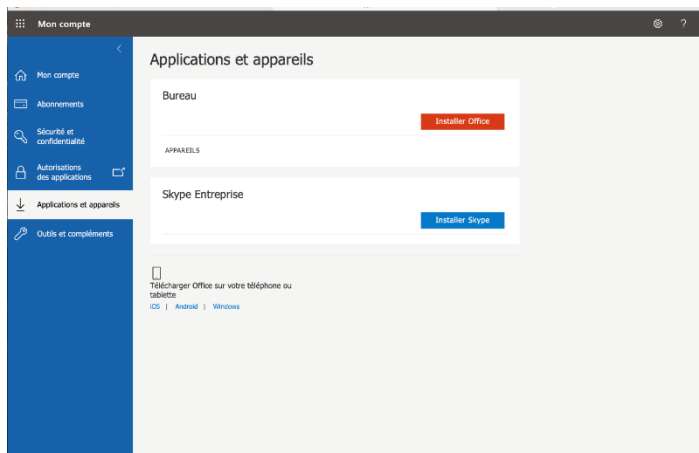 Mon compte
?
Mon compte
Abonnements
Sécurité et
confidentialité
Autorisations
des applications
Applications et appareils
Outils et compléments
Applications et appareils
Bureau
Installer Office
APPAREILS
Skype Entreprise
Installer Skype
Télécharger Office sur votre téléphone ou
tablette
iOS | Android | Windows